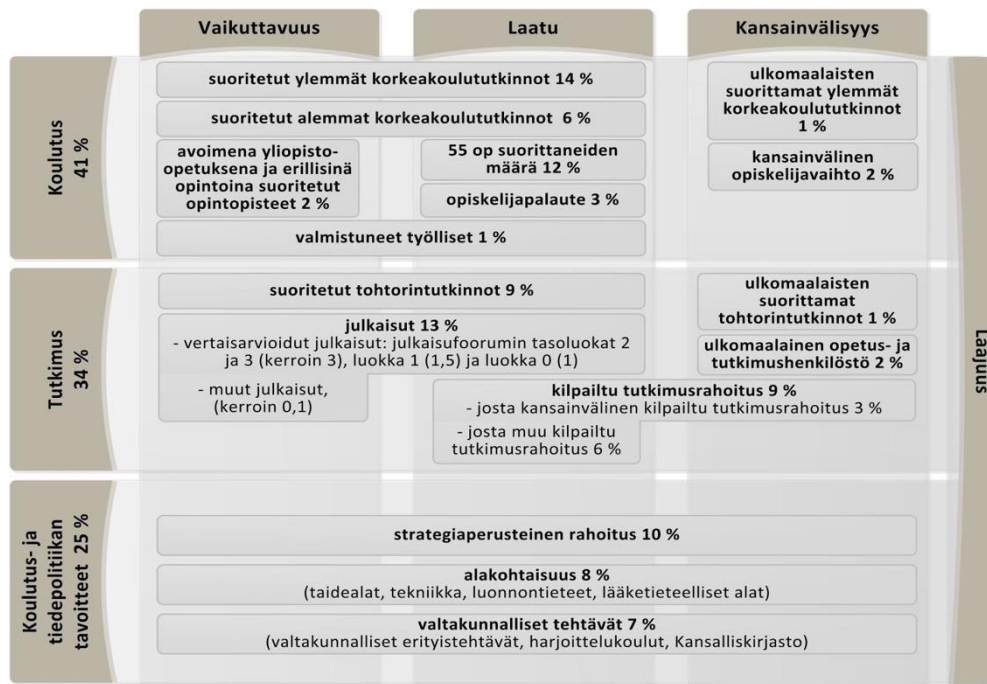 Vaikuttavuus
Laatu
Kansainvälisyys
Koulutus
41 %
suoritetut ylemmät korkeakoulututkinnot 14 %
suoritetut alemmat korkeakoulututkinnot 6 %
avoimena yliopisto-
opetuksena ja erillisinä
opintoina suoritetut
opintopisteet 2 %
55 op suorittaneiden
määrä 12 %
opiskelijapalaute 3 %
valmistuneet työlliset 1 %
ulkomaalaisten
suorittamat ylemmät
korkeakoulututkinnot
1 %
kansainvälinen
opiskelijavaihto 2 %
Tutkimus
34 %
suoritetut tohtorintutkinnot 9 %
julkaisut 13 %
- vertaisarvioidut julkaisut: julkaisufoorumin tasoluokat 2
ja 3 (kerroin 3), luokka 1 (1,5) ja luokka 0 (1)
- muut julkaisut,
(kerroin 0,1)
ulkomaalaisten
suorittamat
tohtorintutkinnot 1 %
ulkomaalainen opetus- ja
tutkimushenkilöstö 2 %
kilpailtu tutkimusrahoitus 9 %
- josta kansainvälinen kilpailtu tutkimusrahoitus 3 %
- josta muu kilpailtu
tutkimusrahoitus 6 %
Koulutus- ja
tiedepolitiikan
tavoitteet 25 %
strategiaperusteinen rahoitus 10 %
alakohtaisuus 8 %
(taidealat, tekniikka, luonnontieteet, lääketieteelliset alat)
valtakunnalliset tehtävät 7 %
(valtakunnalliset erityistehtävät, harjoittelukoulut, Kansalliskirjasto)
Laajuus